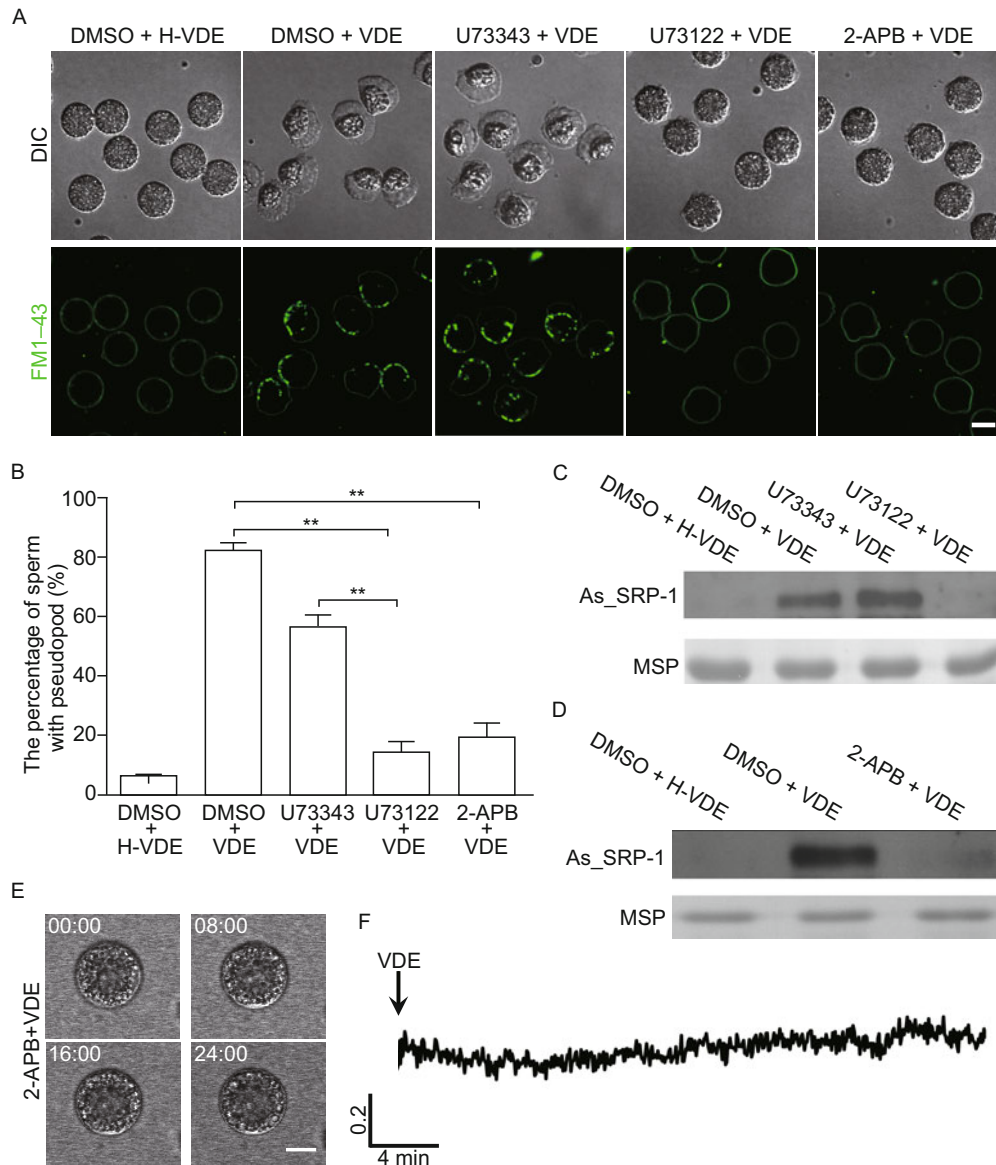 A
DMSO + H-VDE
DMSO + VDE
U73343 + VDE
U73122 + VDE
2-APB + VDE
DIC
FM1–43
B
The percentage of sperm
with pseudopod (%)
100
80
60
40
20
0
**
**
**
DMSO
+
H-VDE
DMSO
+
VDE
U73343
+
VDE
U73122
+
VDE
2-APB
+
VDE
C
DMSO + H-VDE
DMSO + VDE
U73343 + VDE
U73122 + VDE
As_SRP-1
MSP
D
DMSO + H-VDE
DMSO + VDE
2-APB + VDE
As_SRP-1
MSP
E
2-APB+VDE
00:00
08:00
16:00
24:00
F
VDE
0.2
4 min